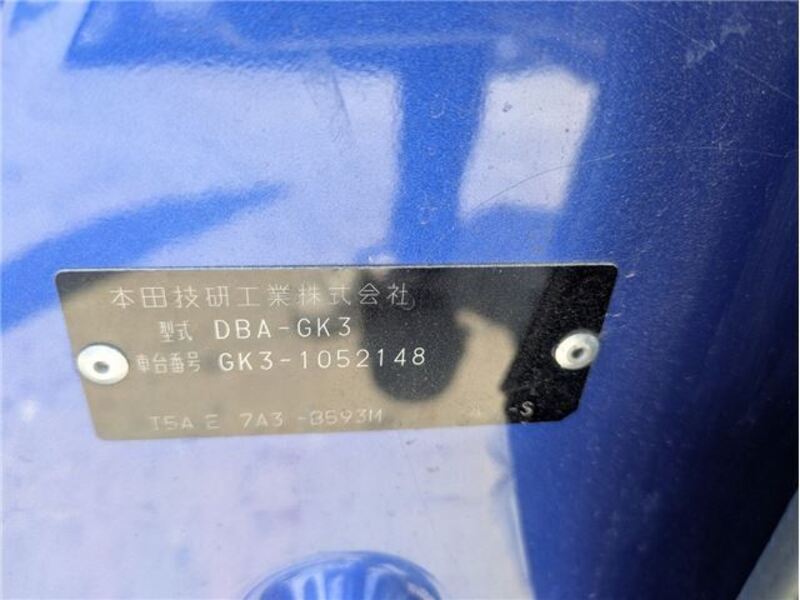 本田技研工業株式会社
型式 DBA-GK3
車台番号 GK3-1052148
T5A E 7A3 -B593M -S